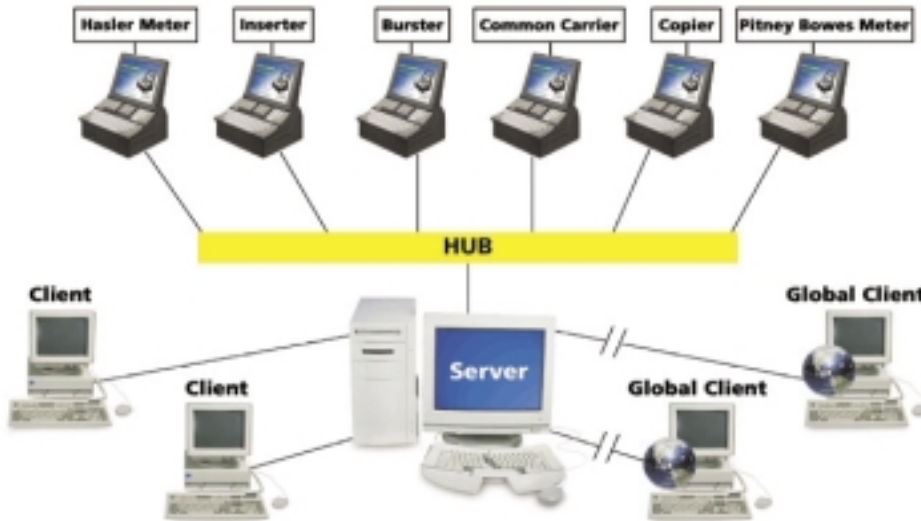 Hasler Meter
Inserter
Burster
Common Carrier
Copier
Pitney Bowes Meter
HUB
Client
Global Client
Server
Client
Global Client